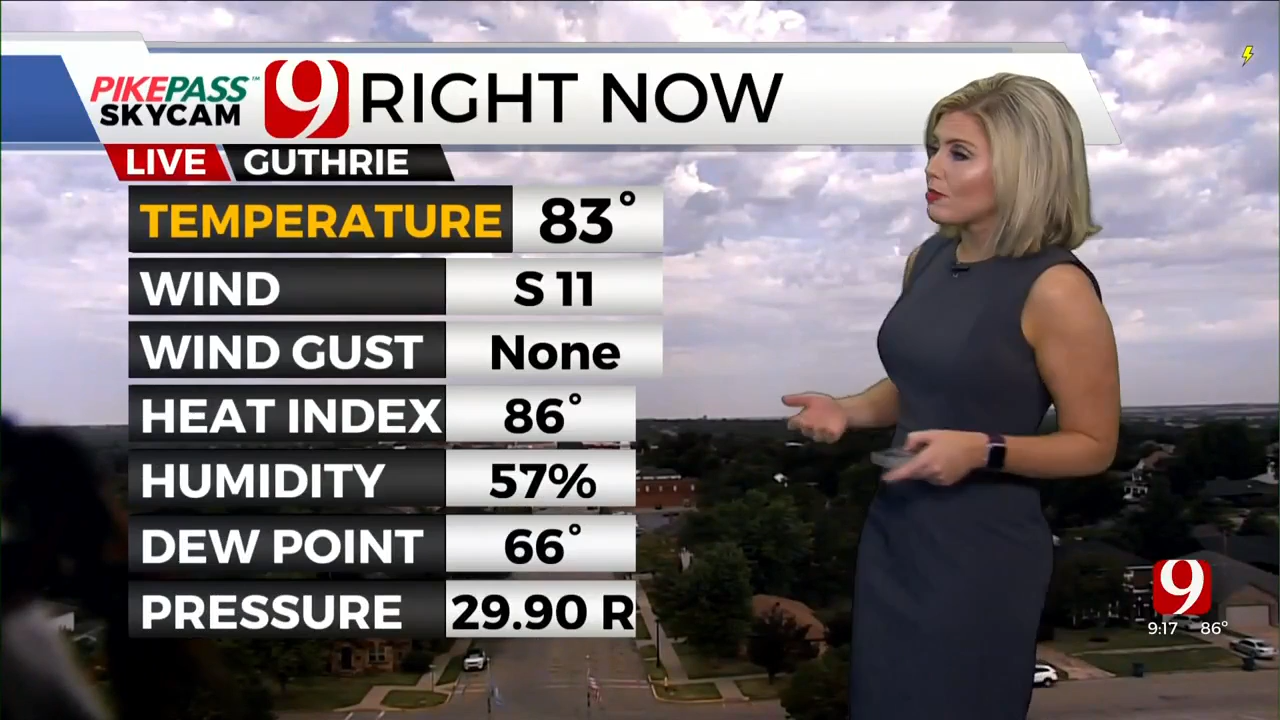 PIKEPASS™
SKYCAM
9 RIGHT NOW
LIVE GUTHRIE
TEMPERATURE 83°
WIND S 11
WIND GUST None
HEAT INDEX 86°
HUMIDITY 57%
DEW POINT 66°
PRESSURE 29.90 R
9
9:17 86°